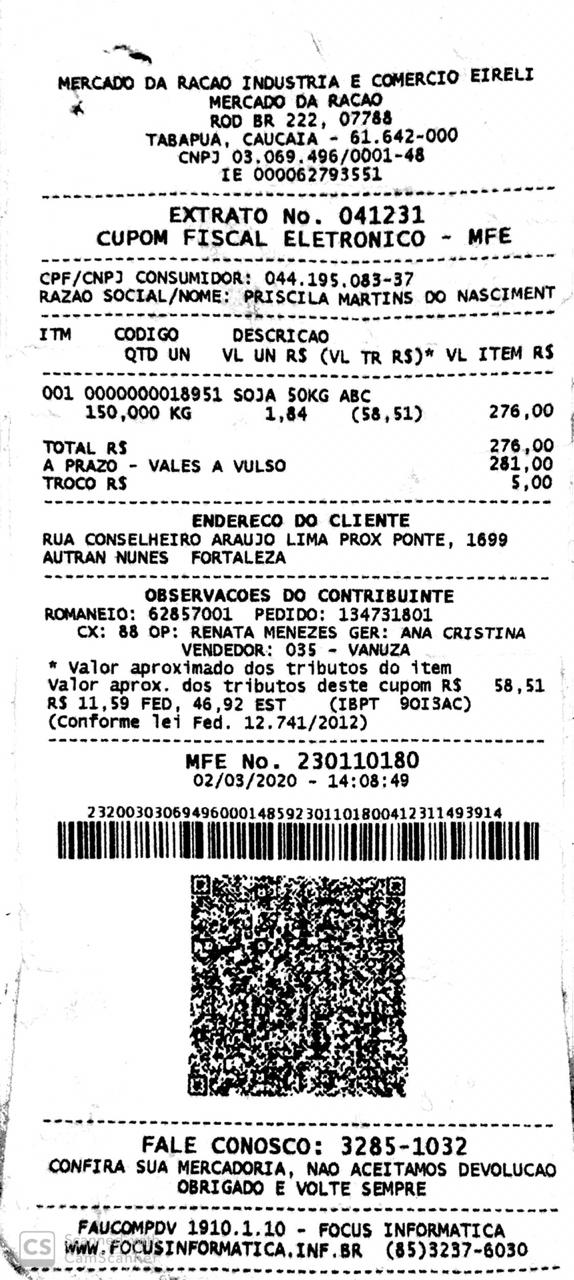 MERCADO DA RACAO INDUSTRIA E COMERCIO EIRELI
MERCADO DA RACAO
ROD BR 222, 07788
TABAPUA, CAUCAIA - 61.642-000
CNPJ 03.069.496/0001-48
IE 000062793551
EXTRATO No. 041231
CUPOM FISCAL ELETRONICO - MFE
CPF/CNPJ CONSUMIDOR: 044.195.083-37
RAZAO SOCIAL/NOME: PRISCILA MARTINS DO NASCIMENT
ITM CODIGO DESCRICAO
QTD UN VL UN R$ (VL TR R$)* VL ITEM R$
001 0000000018951 SOJA 50KG ABC
150,000 KG 1,84 (58,51) 276,00
TOTAL R$ 276,00
A PRAZO - VALES A VULSO 281,00
TROCO R$ 5,00
ENDERECO DO CLIENTE
RUA CONSELHEIRO ARAUJO LIMA PROX PONTE, 1699
AUTRAN NUNES FORTALEZA
OBSERVACOES DO CONTRIBUINTE
ROMANEIO: 62857001 PEDIDO: 134731801
CX: 88 OP: RENATA MENEZES GER: ANA CRISTINA
VENDEDOR: 035 - VANUZA
* Valor aproximado dos tributos do item
Valor aprox. dos tributos deste cupom R$ 58,51
R$ 11,59 FED, 46,92 EST (IBPT 9OI3AC)
(Conforme lei Fed. 12.741/2012)
MFE No. 230110180
02/03/2020 - 14:08:49
23200303069496000148592301101800412311493914
FALE CONOSCO: 3285-1032
CONFIRA SUA MERCADORIA, NAO ACEITAMOS DEVOLUCAO
OBRIGADO E VOLTE SEMPRE
FAUCOMPDV 1910.1.10 - FOCUS INFORMATICA
WWW.FOCUSINFORMATICA.INF.BR (85)3237-6030
CS Scanned with
CamScanner